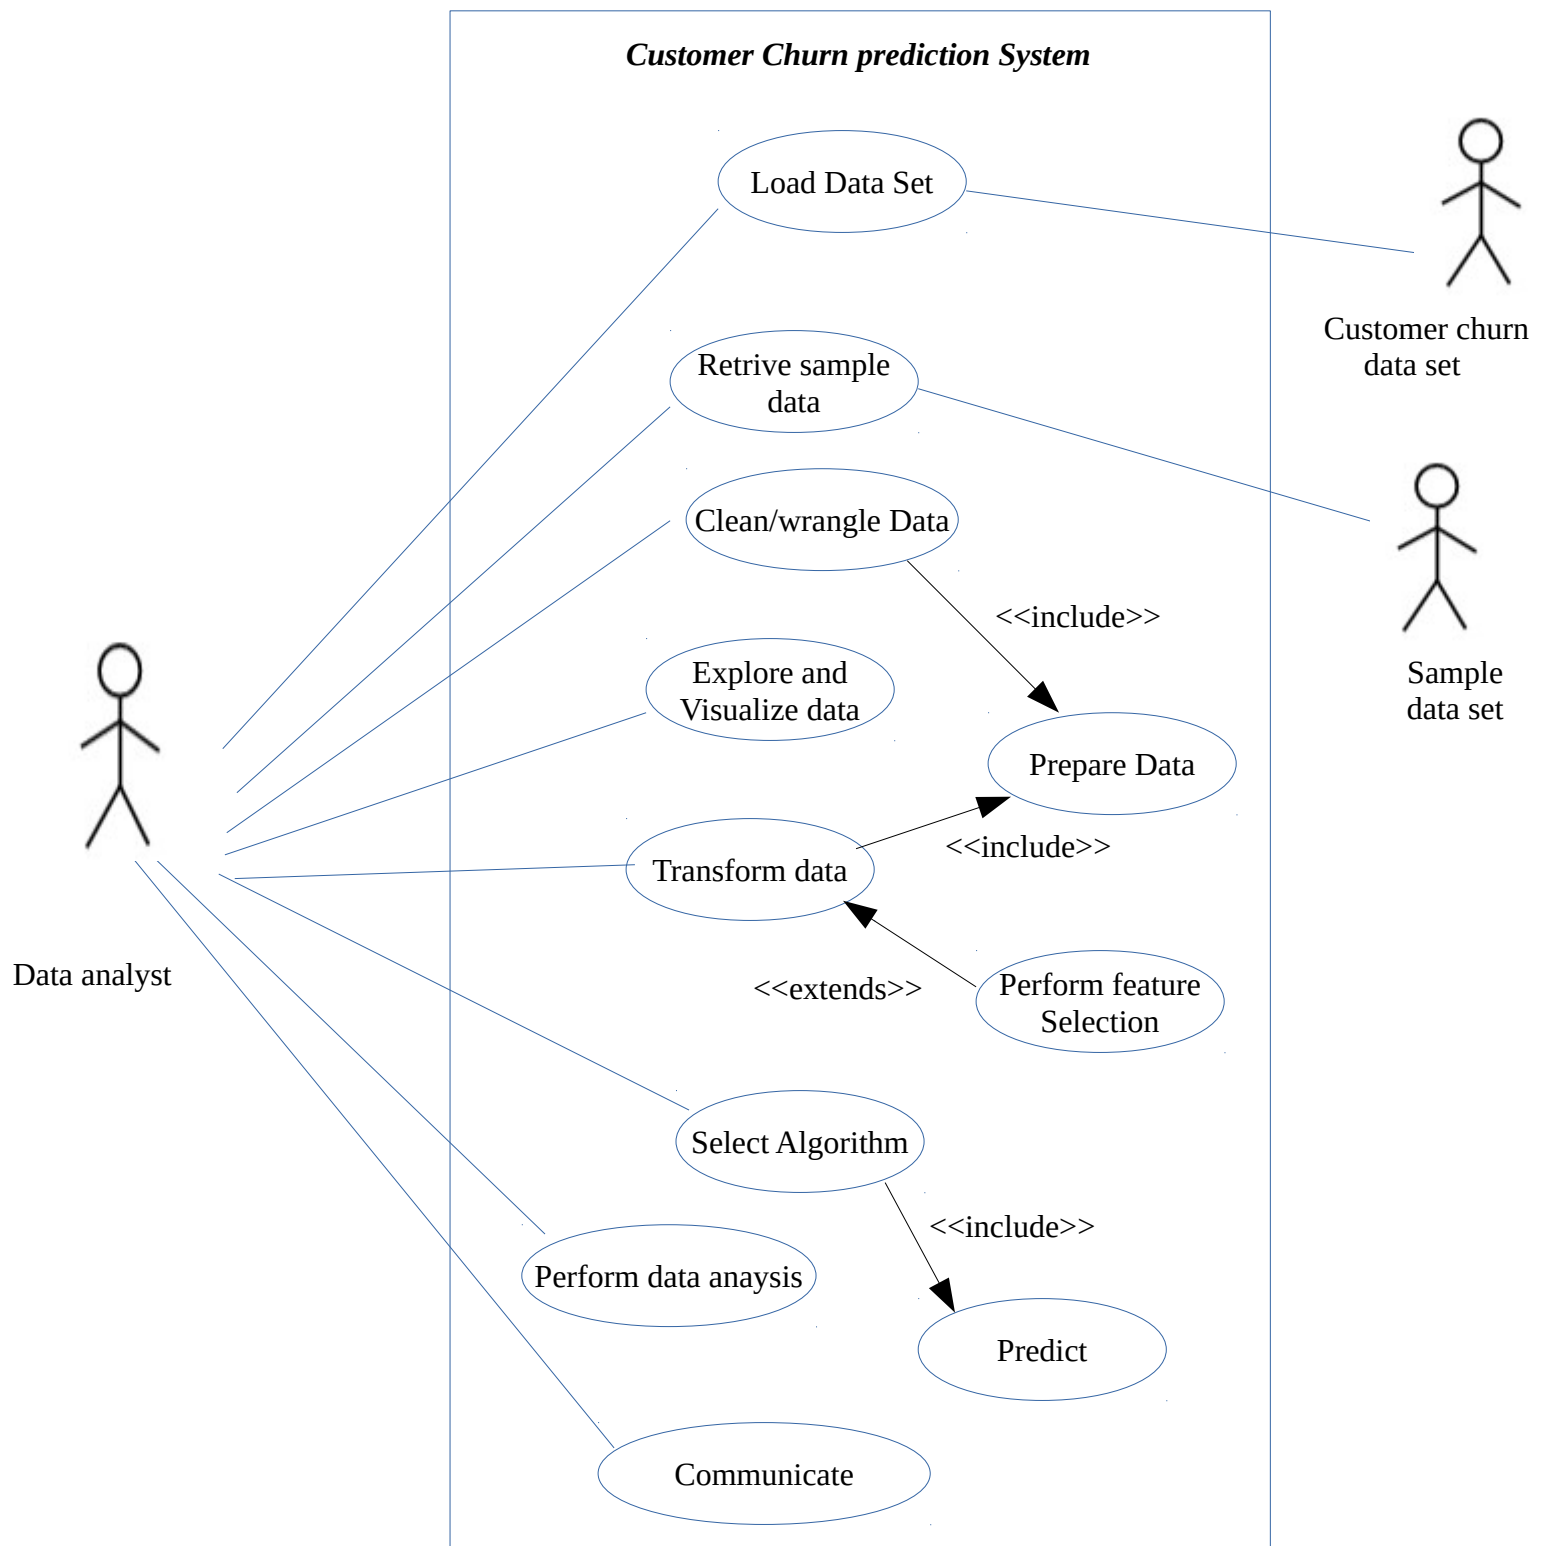 Customer Churn prediction System
Load Data Set
Customer churn
data set
Retrive sample
data
Clean/wrangle Data
<<include>>
Sample
data set
Explore and
Visualize data
Prepare Data
<<include>>
Transform data
Data analyst
<<extends>>
Perform feature
Selection
Select Algorithm
<<include>>
Perform data anaysis
Predict
Communicate